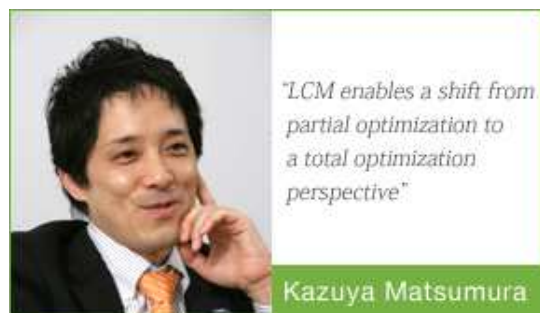 “LCM enables a shift from
partial optimization to
a total optimization
perspective”
Kazuya Matsumura